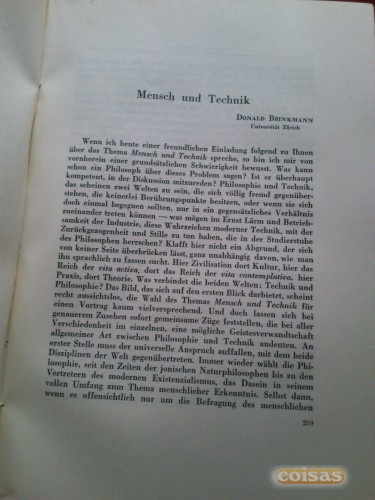 Mensch und Technik
DONALD BRINKMANN
Universität Zürich
Wenn ich heute einer freundlichen Einladung folgend zu Ihnen
über das Thema Mensch und Technik spreche, so bin ich mir von
vornherein einer grundsätzlichen Schwierigkeit bewusst. Was kann
schon ein Philosoph über dieses Problem sagen? Ist er überhaupt
kompetent, in der Diskussion mitzureden? Philosophie und Technik,
das scheinen zwei Welten zu sein, die sich völlig fremd gegenüber-
stehen, die keinerlei Berührungspunkte besitzen, oder wenn sie sich
doch einmal begegnen sollten, nur in ein gegensätzliches Verhältnis
zueinander treten können — was mögen im Ernst Lärm und Betrieb-
samkeit der Industrie, diese Wahrzeichen moderner Technik, mit der
Zurückgezogenheit und Stille zu tun haben, die in der Studierstube
des Philosophen herrschen? Klafft hier nicht ein Abgrund, der sich
von keiner Seite überbrücken lässt, ganz unabhängig davon, wie man
ihn sprachlich zu fassen sucht. Hier Zivilisation dort Kultur, hier das
Reich der vita activa, dort das Reich der vita contemplativa, hier
Praxis, dort Theorie. Was verbindet die beiden Welten: Technik und
Philosophie? Das Bild, das sich auf den ersten Blick darbietet, scheint
recht aussichtslos, die Wahl des Themas Mensch und Technik für
einen Vortrag kaum vielversprechend. Und doch lassen sich bei
genauerem Zusehen sofort gemeinsame Züge feststellen, die bei aller
Verschiedenheit im einzelnen, eine mögliche Geistesverwandtschaft
allgemeiner Art zwischen Philosophie und Technik andeuten. An
erster Stelle muss der universelle Anspruch auffallen, mit dem beide
Disziplinen der Welt gegenübertreten. Immer wieder wählt die Phi-
losophie, seit den Zeiten der jonischen Naturphilosophen bis zu den
Vertretern des modernen Existenzialismus, das Dasein in seinem
vollen Umfang zum Thema menschlicher Erkenntnis. Selbst dann,
wenn es offensichtlich nur um die Befragung des menschlichen
219
coisas